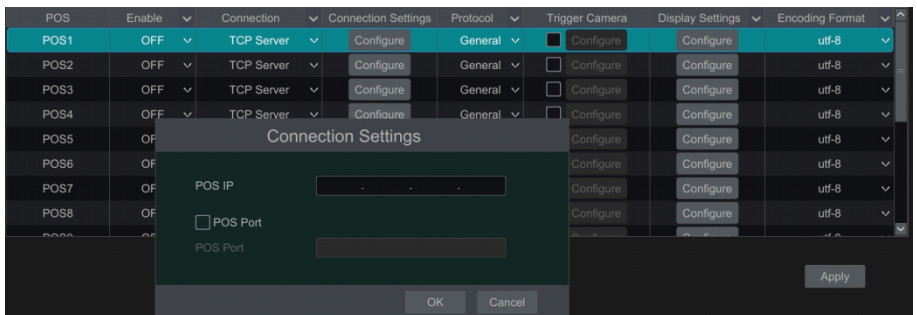 POS Enable Connection Connection Settings Protocol Trigger Camera Display Settings Encoding Format
POS1 OFF TCP Server Configure General Configure Configure utf-8
POS2 OFF TCP Server Configure General Configure Configure utf-8
POS3 OFF TCP Server Configure General Configure Configure utf-8
POS4 OFF TCP Server Configure General Configure Configure utf-8
Connection Settings
POS5 OF Configure Configure utf-8
POS6 OF Configure Configure utf-8
POS IP . . .
POS7 OF Configure Configure utf-8
POS8 OF Configure Configure utf-8
POS Port
POS Port
Apply
OK Cancel